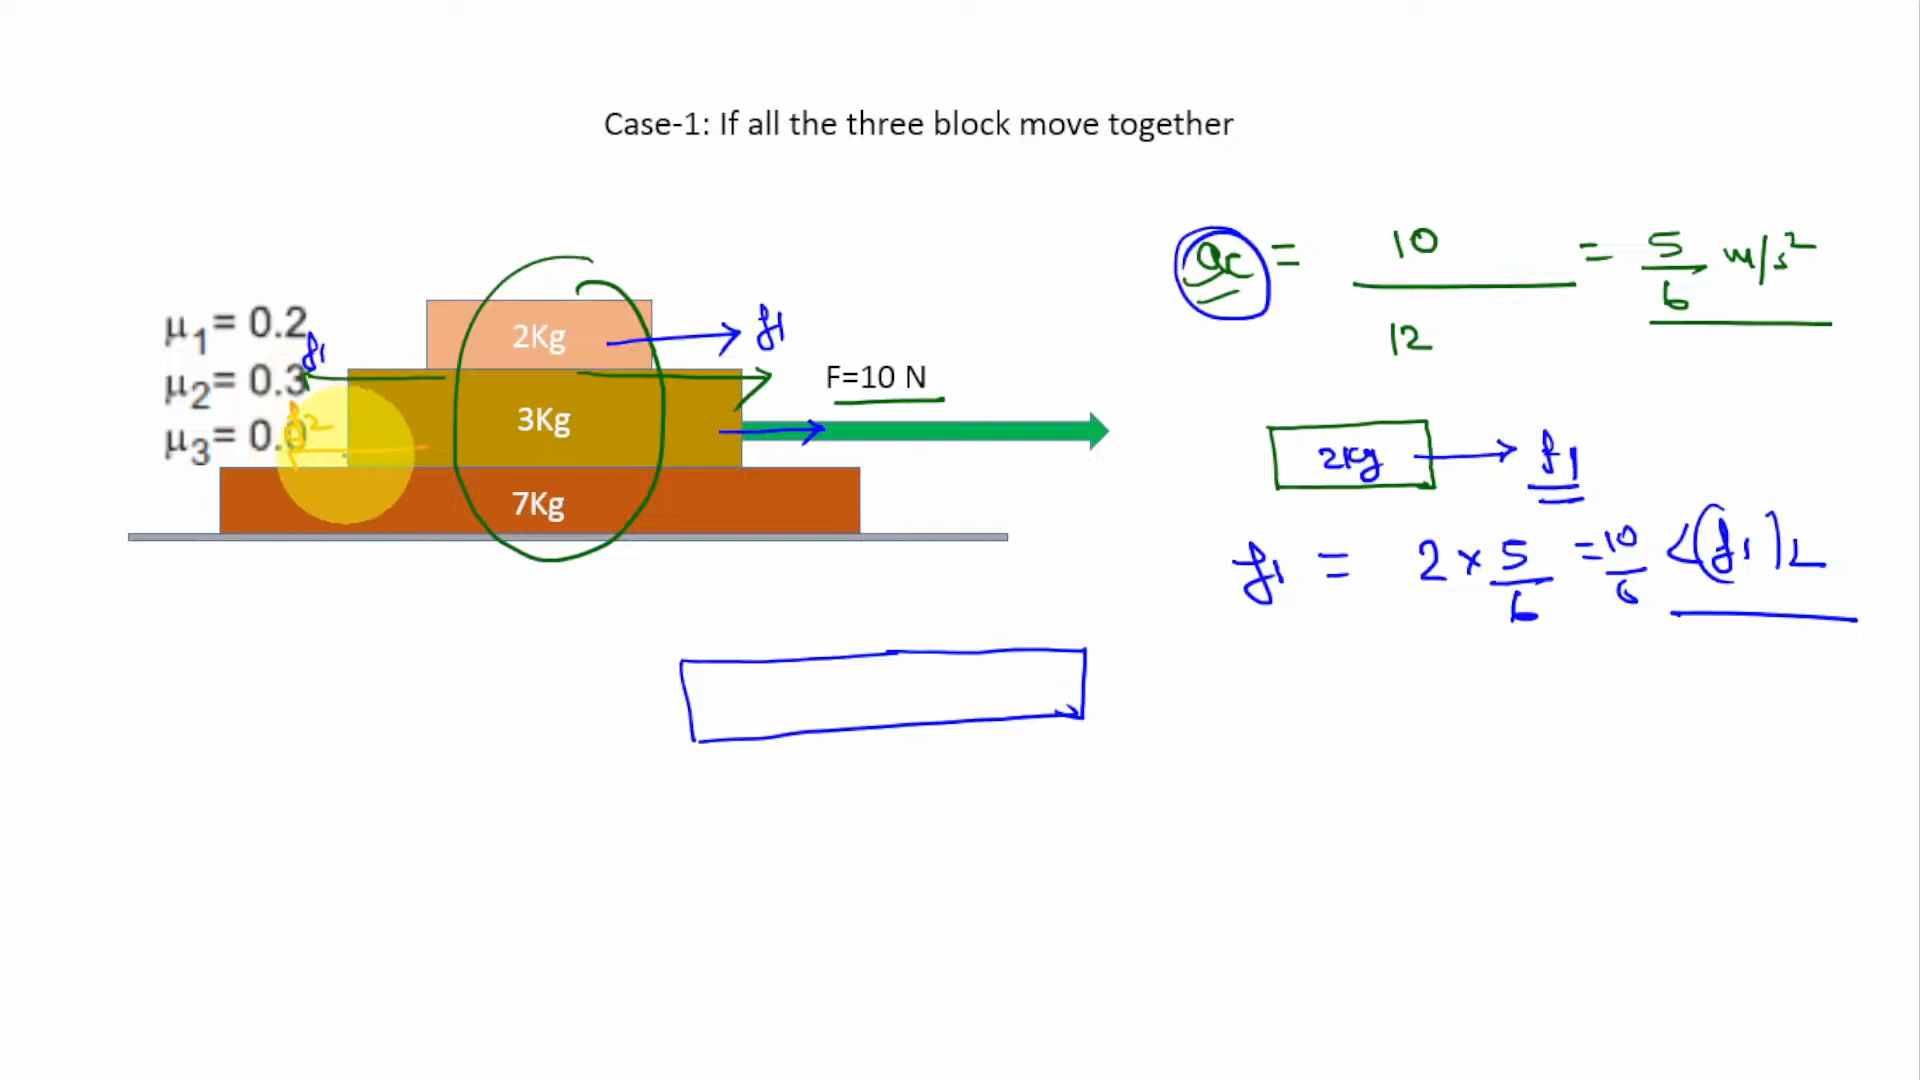 Case-1: If all the three block move together
ac = 10 / 12 = 5 / 6 m/s²
μ1= 0.2
μ2= 0.3
μ3= 0.0
f1
f2
2Kg
f1
3Kg
F=10 N
7Kg
2Kg
f1
f1 = 2 × 5 / 6 = 10 / 6 < (f1)L